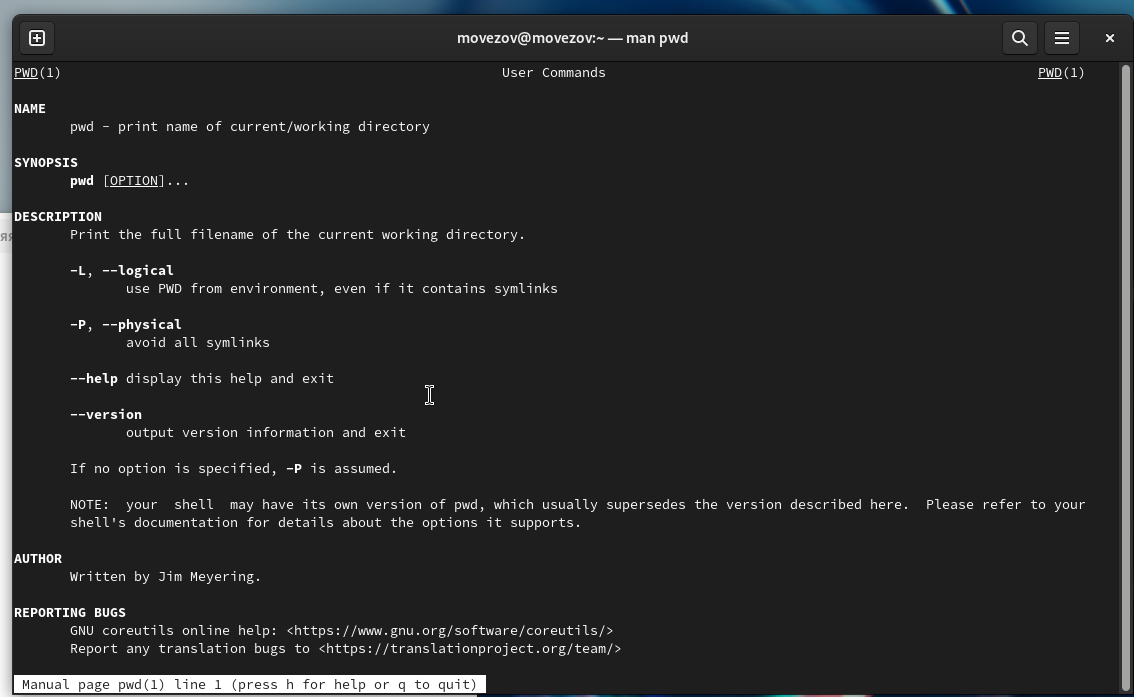 movezov@movezov:~ — man pwd
PWD(1) User Commands PWD(1)
NAME
pwd - print name of current/working directory
SYNOPSIS
pwd [OPTION]...
DESCRIPTION
Print the full filename of the current working directory.
-L, --logical
use PWD from environment, even if it contains symlinks
-P, --physical
avoid all symlinks
--help display this help and exit
--version
output version information and exit
If no option is specified, -P is assumed.
NOTE: your shell may have its own version of pwd, which usually supersedes the version described here. Please refer to your
shell's documentation for details about the options it supports.
AUTHOR
Written by Jim Meyering.
REPORTING BUGS
GNU coreutils online help: <https://www.gnu.org/software/coreutils/>
Report any translation bugs to <https://translationproject.org/team/>
Manual page pwd(1) line 1 (press h for help or q to quit)